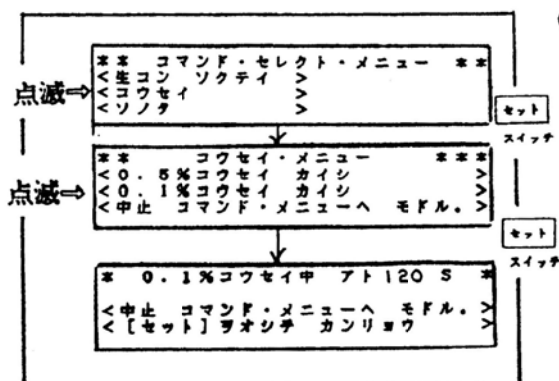 ** コマンド・セレクト・メニュー **
<生コン ソクテイ >
点滅⇒ <コウセイ >
<ソノタ >
セット
スイッチ
** コウセイ・メニュー ***
<0.5%コウセイ カイシ >
点滅⇒ <0.1%コウセイ カイシ >
<中止 コマンド・メニューヘ モドル。>
セット
スイッチ
* 0.1%コウセイ中 アト120 S *
<中止 コマンド・メニューヘ モドル。>
<[セット]ヲオシテ カンリョウ >